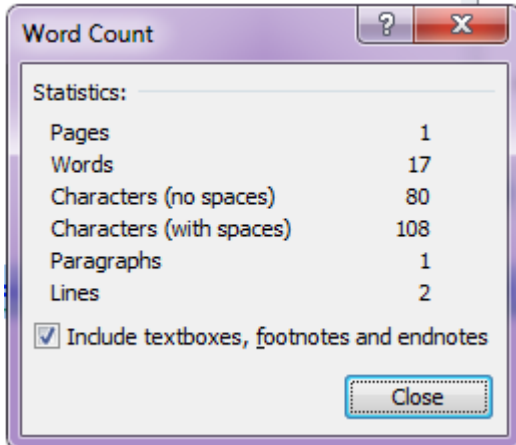 Word Count
Statistics:
Pages 1
Words 17
Characters (no spaces) 80
Characters (with spaces) 108
Paragraphs 1
Lines 2
Include textboxes, footnotes and endnotes
Close